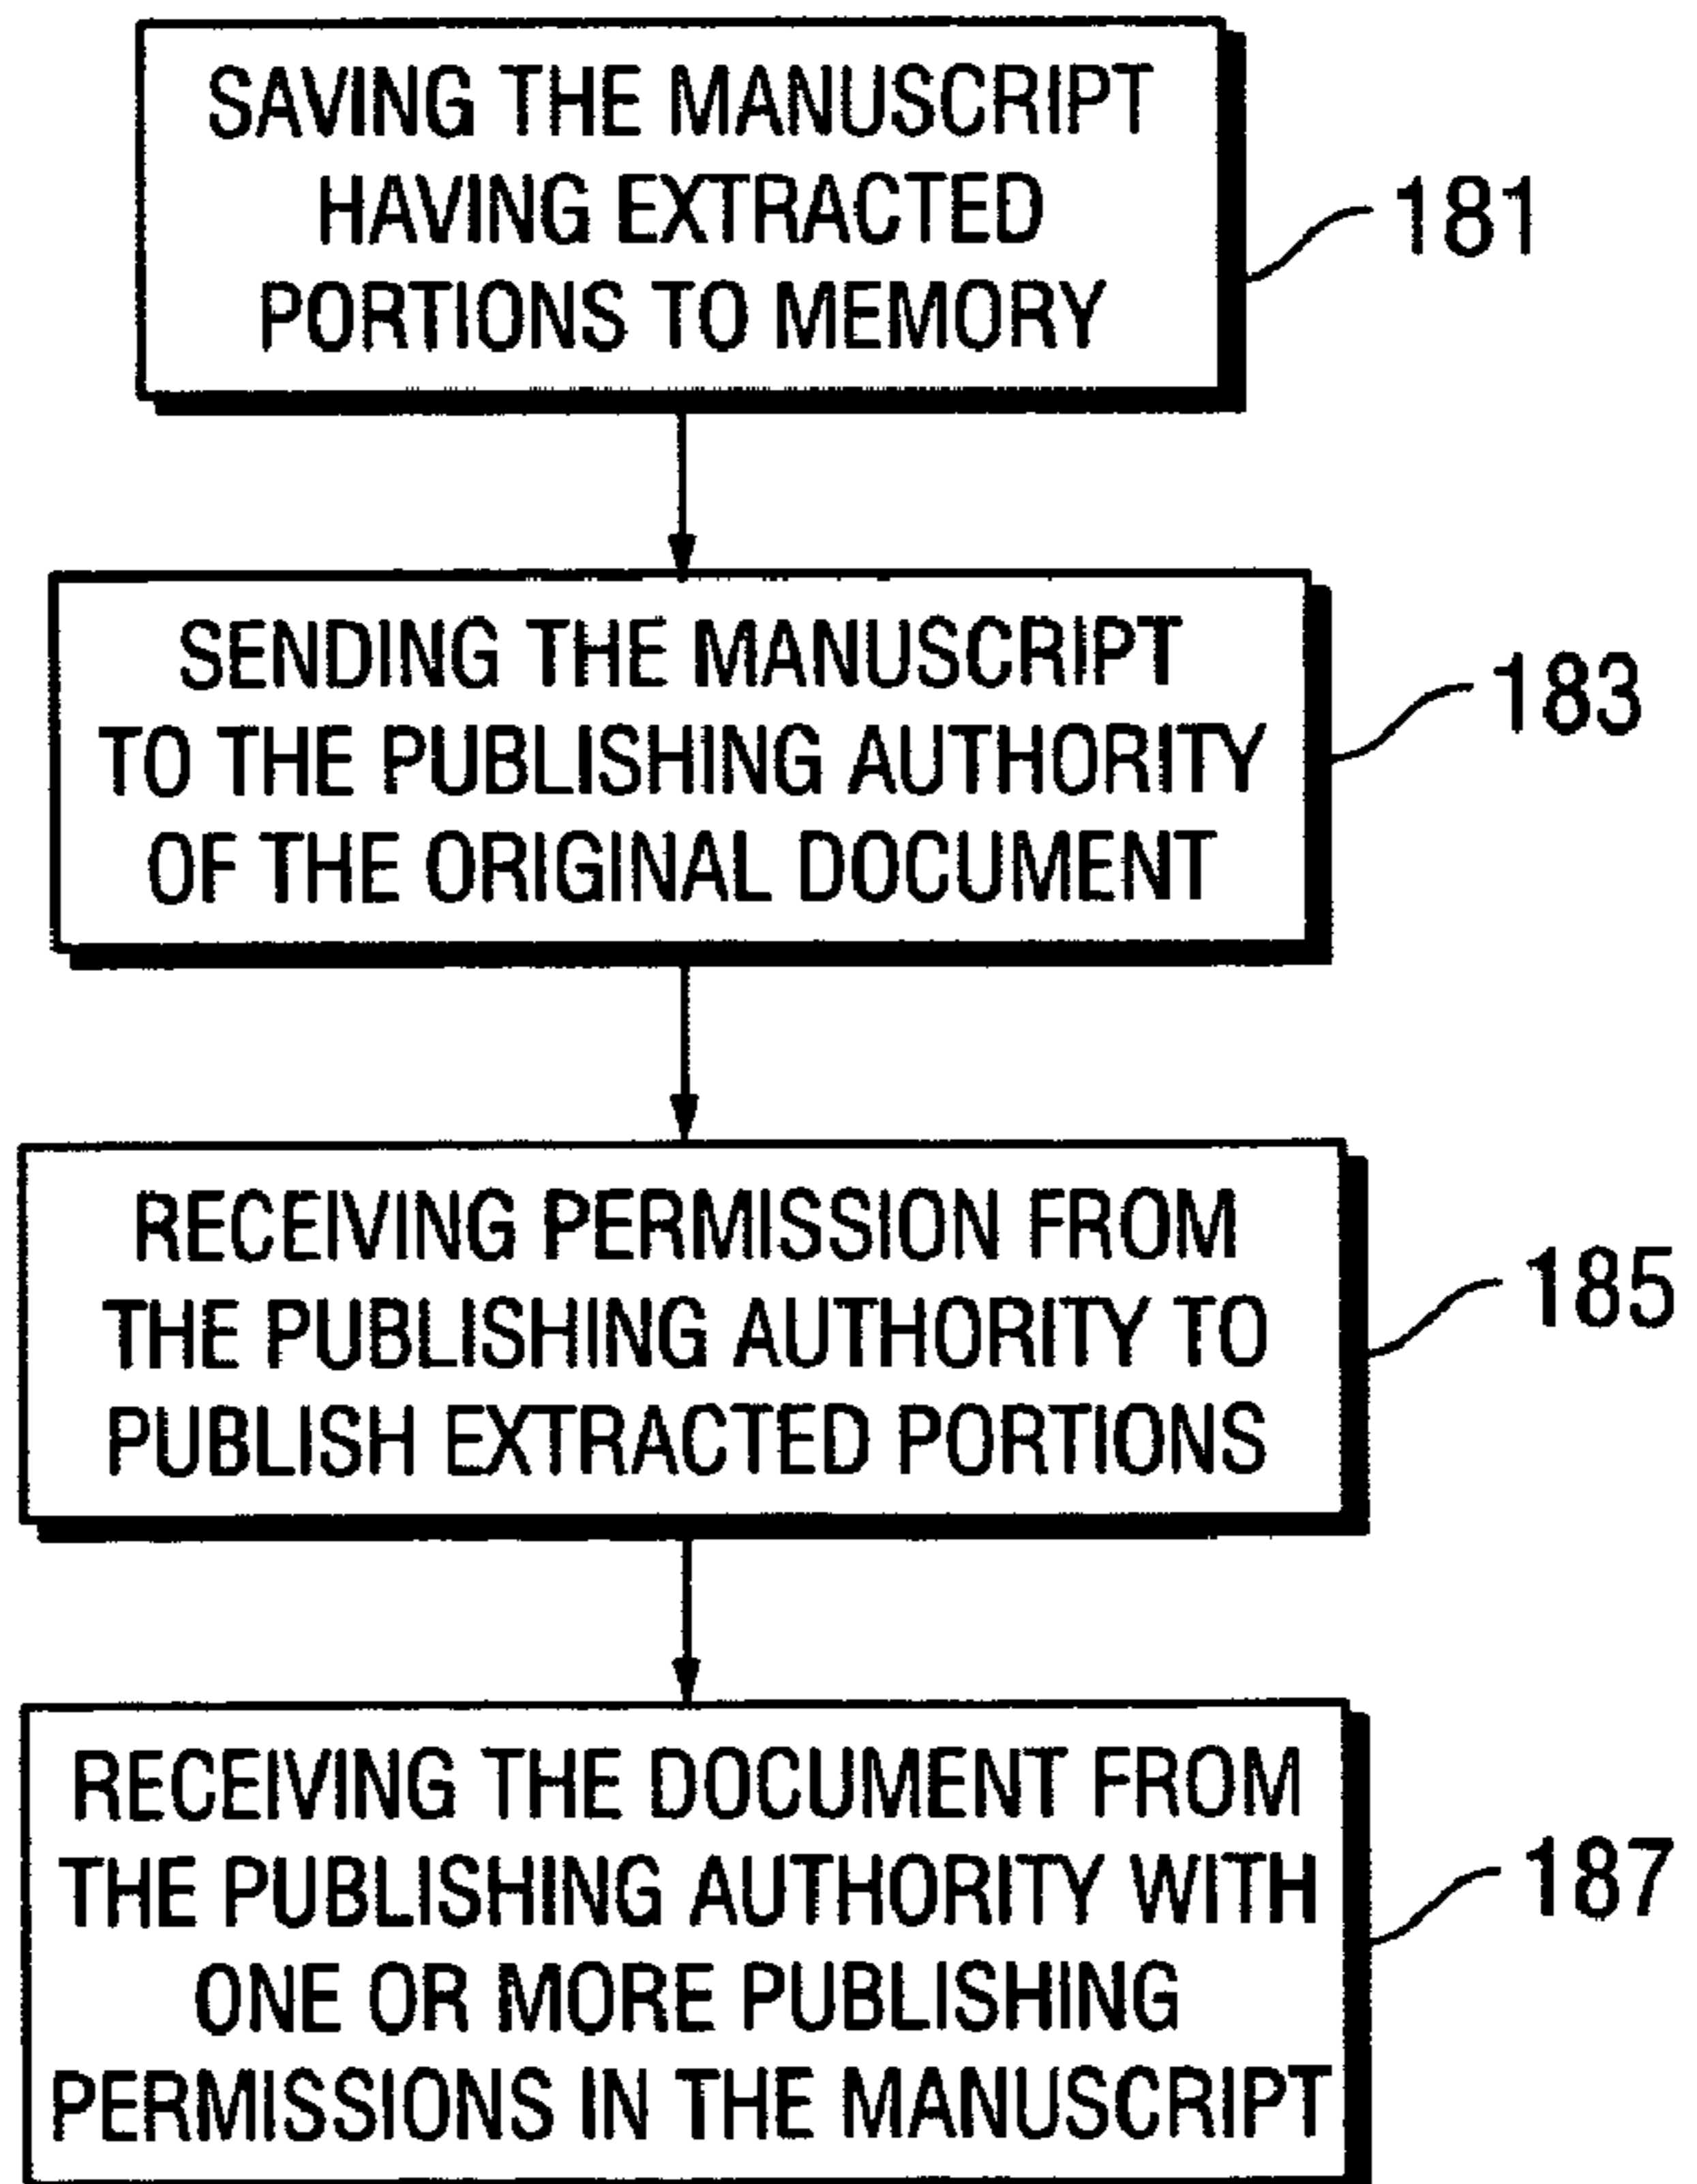 SAVING THE MANUSCRIPT
HAVING EXTRACTED
PORTIONS TO MEMORY
181
SENDING THE MANUSCRIPT
TO THE PUBLISHING AUTHORITY
OF THE ORIGINAL DOCUMENT
183
RECEIVING PERMISSION FROM
THE PUBLISHING AUTHORITY TO
PUBLISH EXTRACTED PORTIONS
185
RECEIVING THE DOCUMENT FROM
THE PUBLISHING AUTHORITY WITH
ONE OR MORE PUBLISHING
PERMISSIONS IN THE MANUSCRIPT
187